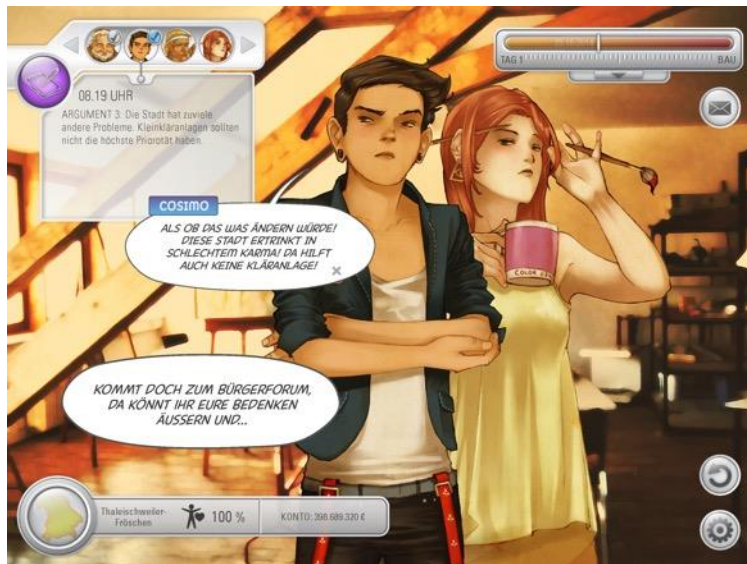 TAG 1
BAU
08.19 UHR
ARGUMENT 3: Die Stadt hat zuviele
andere Probleme. Kleinkläranlagen sollten
nicht die höchste Priorotät haben.
COSIMO
ALS OB DAS WAS ÄNDERN WÜRDE!
DIESE STADT ERTRINKT IN
SCHLECHTEM KARMA! DA HILFT
AUCH KEINE KLÄRANLAGE!
COLOR
KOMMT DOCH ZUM BÜRGERFORUM,
DA KÖNNT IHR EURE BEDENKEN
ÄUSSERN UND...
Thaleischweiler-
Fröschen
100 %
KONTO: 398.689.320 €